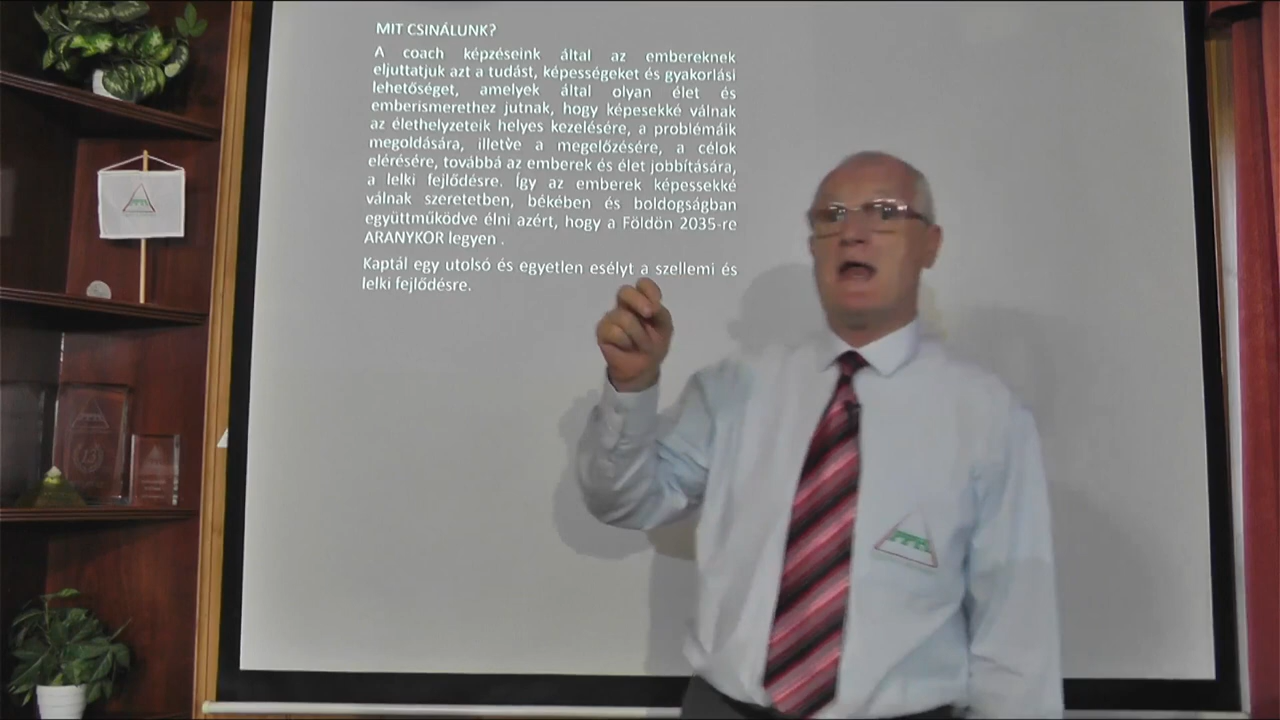 MIT CSINÁLUNK?
A coach képzéseink által az embereknek
eljuttatjuk azt a tudást, képességeket és gyakorlási
lehetőséget, amelyek által olyan élet és
emberismerethez jutnak, hogy képesekké válnak
az élethelyzeteik helyes kezelésére, a problémáik
megoldására, illetve a megelőzésére, a célok
elérésére, továbbá az emberek és élet jobbítására,
a lelki fejlődésre. Így az emberek képessekké
válnak szeretetben, békében és boldogságban
együttműködve élni azért, hogy a Földön 2035-re
ARANYKOR legyen .
Kaptál egy utolsó és egyetlen esélyt a szellemi és
lelki fejlődésre.
13